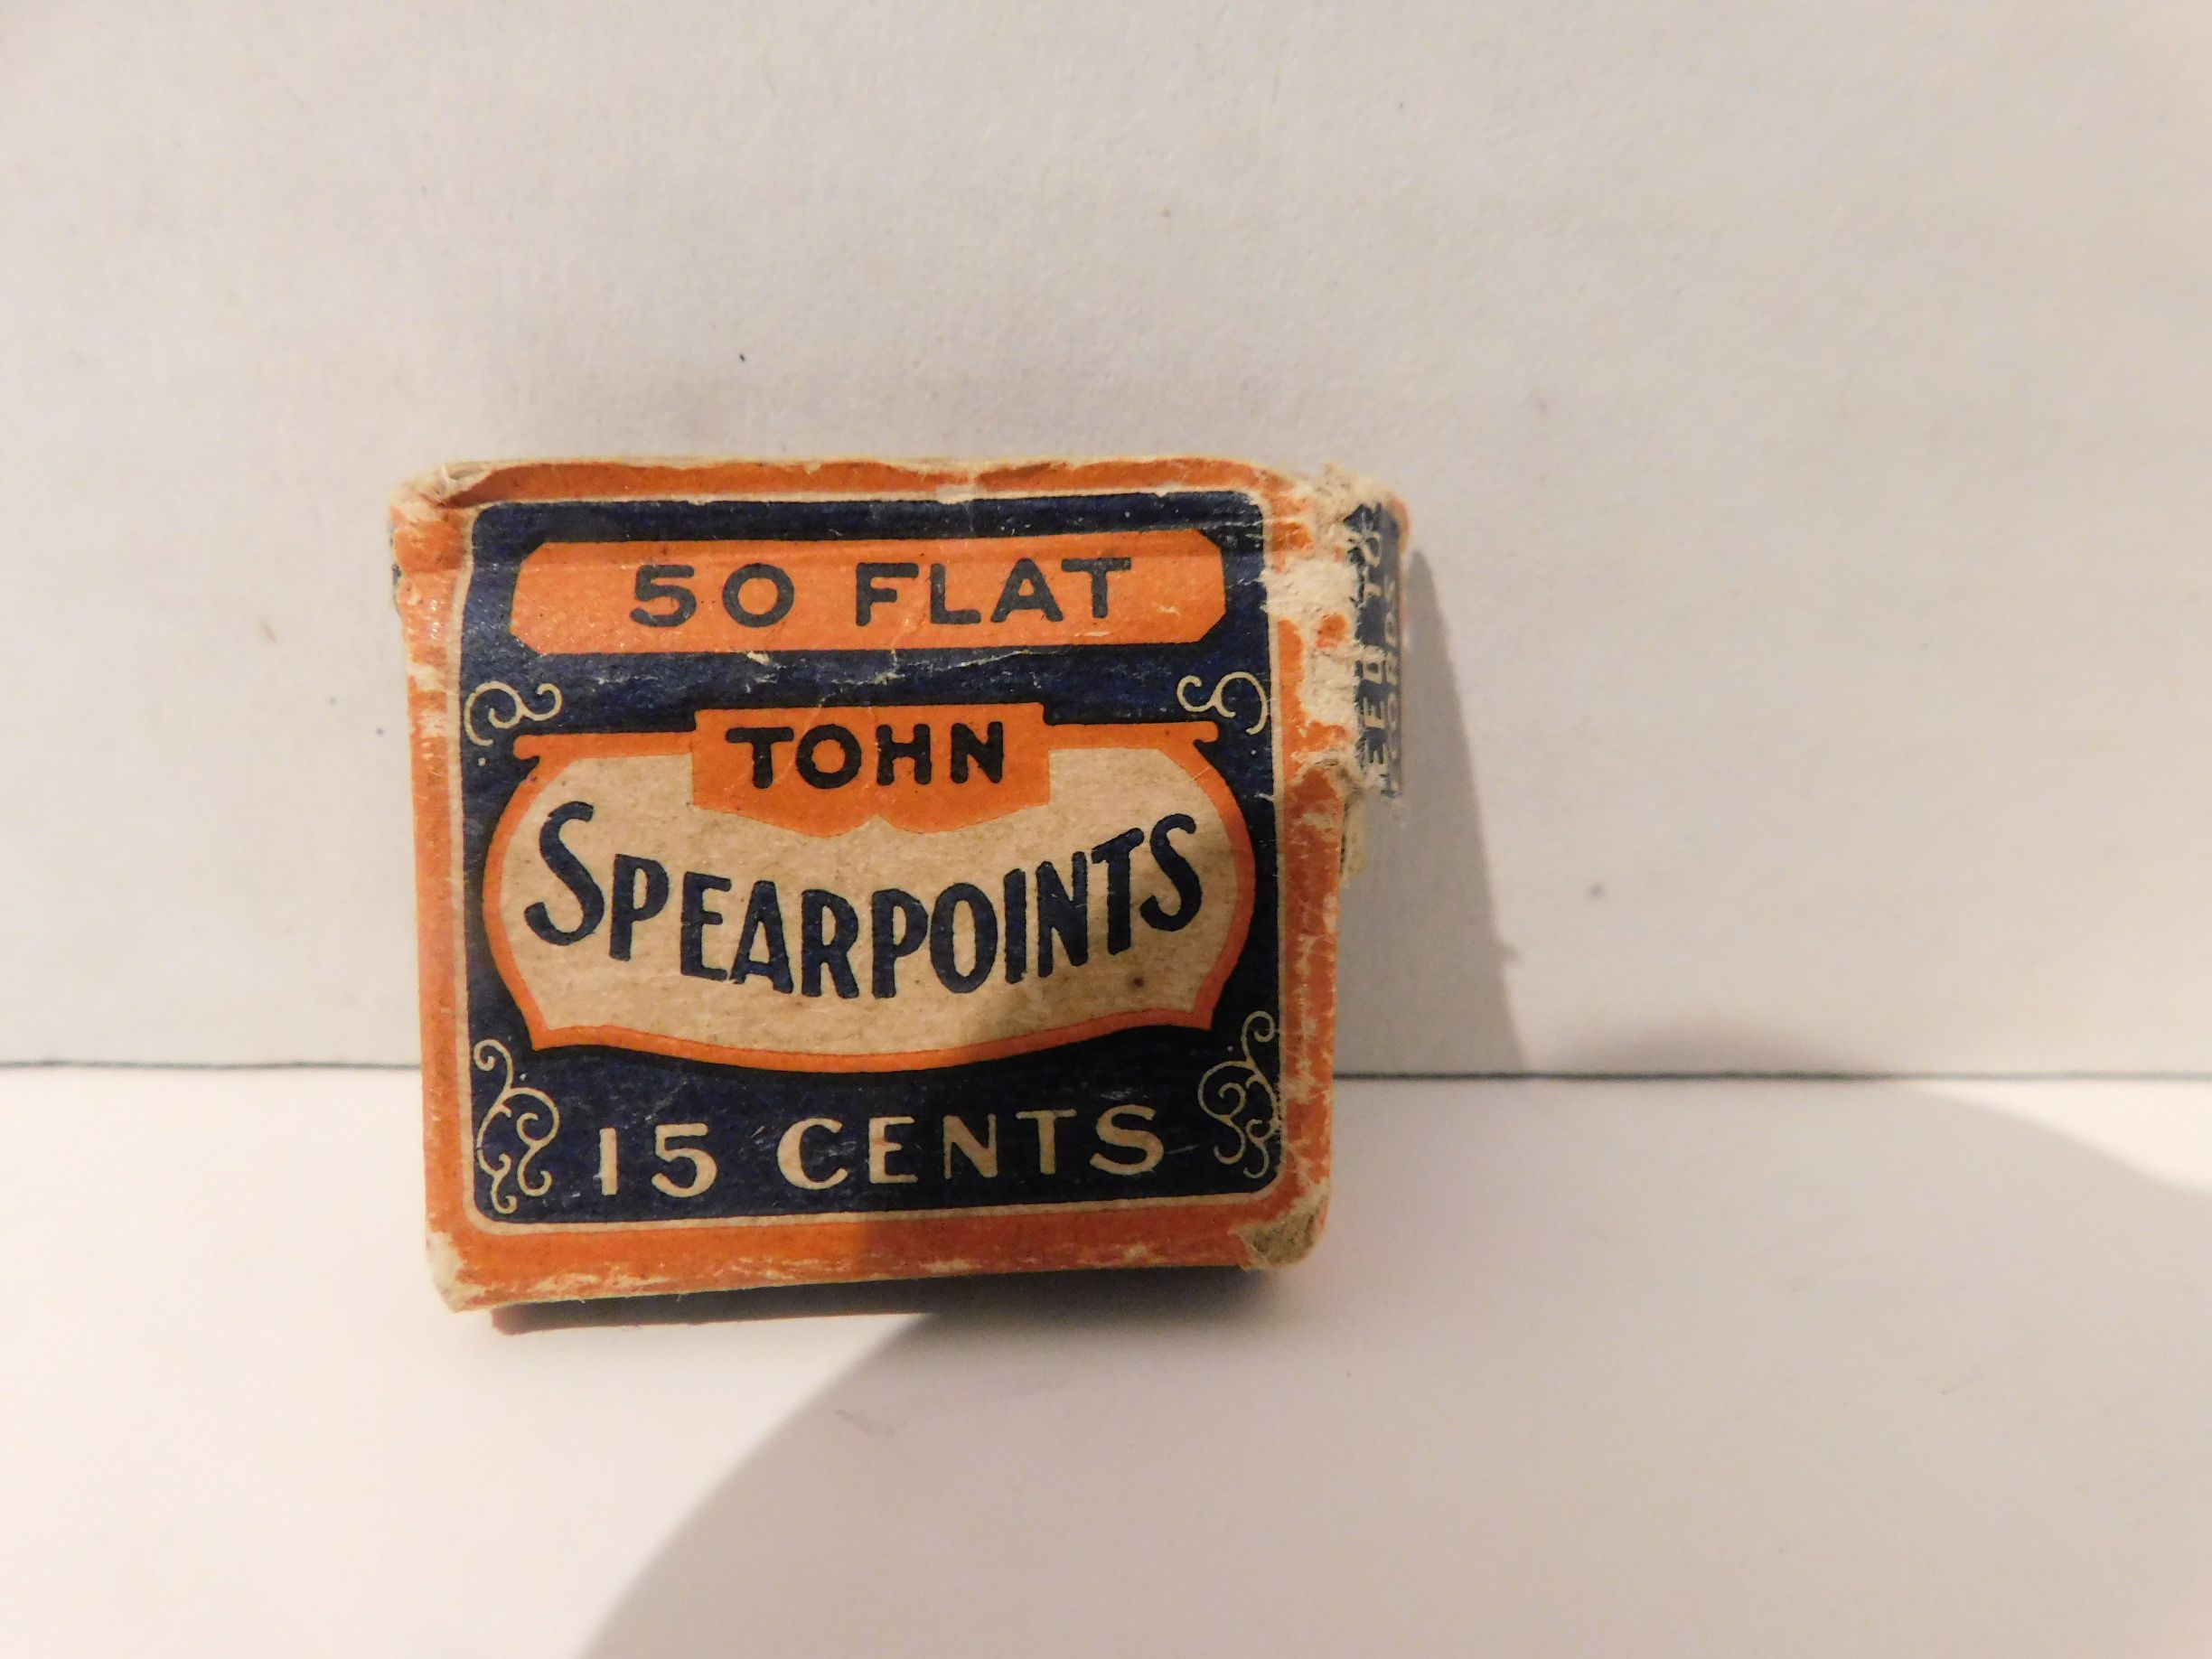 50 FLAT
TOHN
SPEARPOINTS
15 CENTS